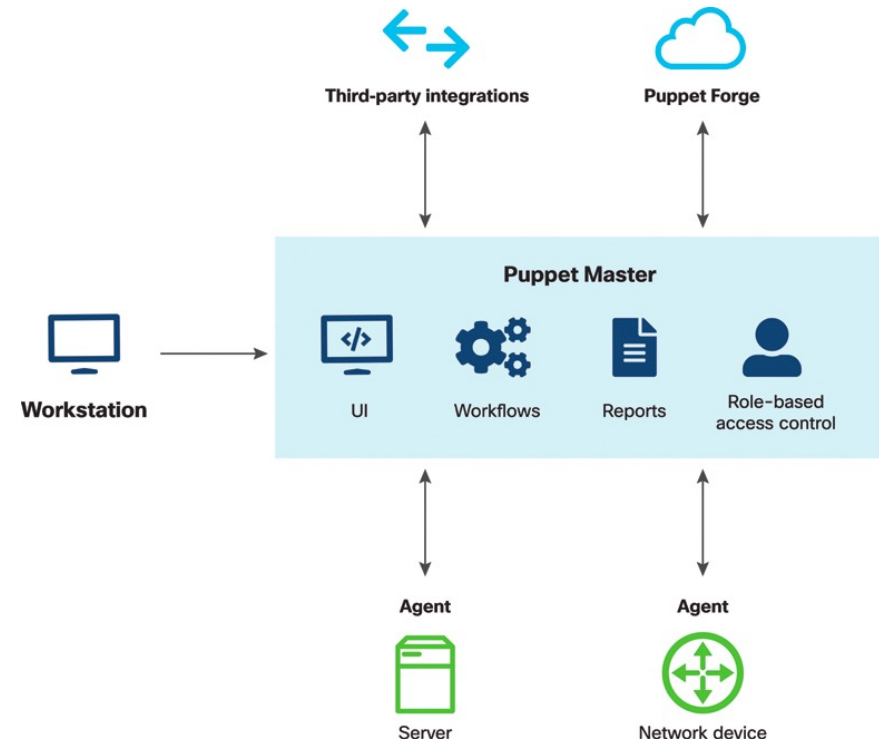 Third-party integrations
Puppet Forge
Puppet Master
Workstation
</>
UI
Workflows
Reports
Role-based
access control
Agent
Agent
Server
Network device